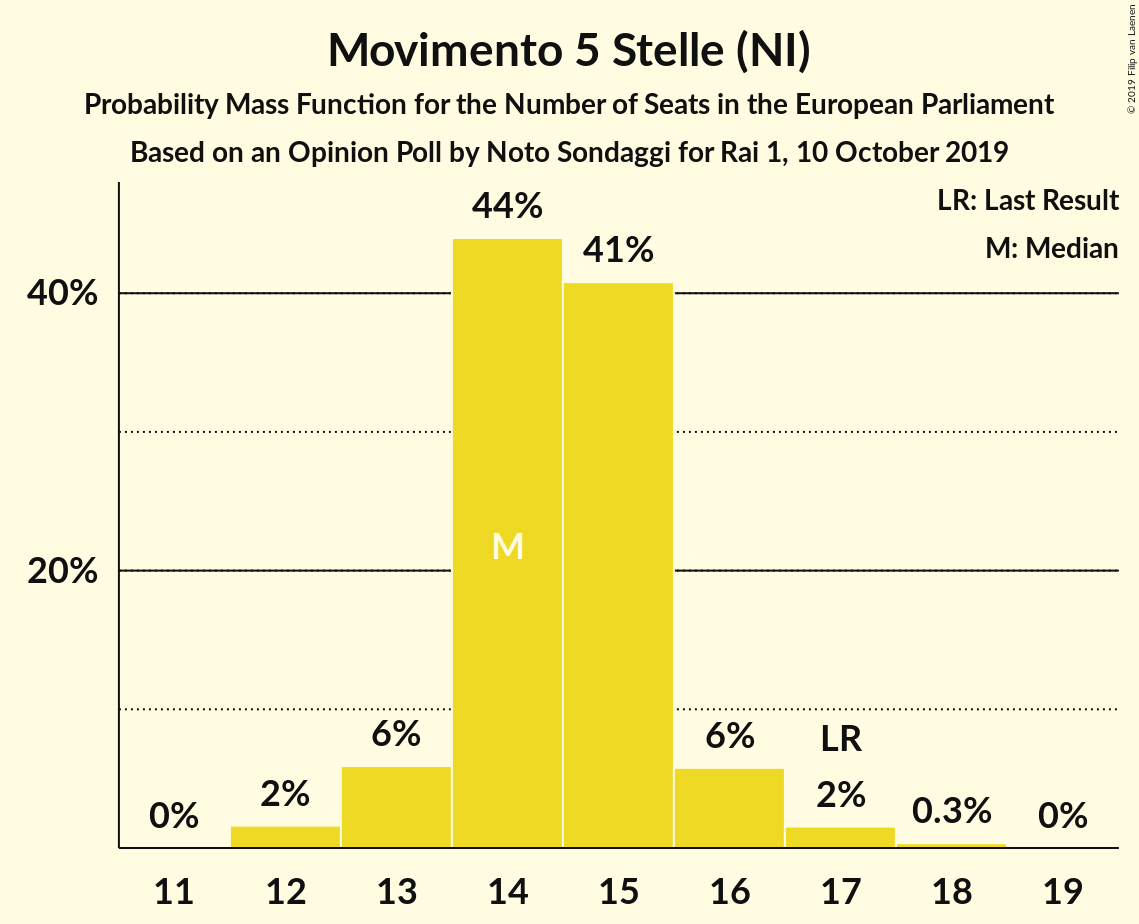 Movimento 5 Stelle (NI)
Probability Mass Function for the Number of Seats in the European Parliament
Based on an Opinion Poll by Noto Sondaggi for Rai 1, 10 October 2019
© 2019 Filip van Laenen
LR: Last Result
M: Median
44%
41%
40%
M
20%
6%
6%
LR
2%
2%
0%
0.3%
0%
11 12 13 14 15 16 17 18 19